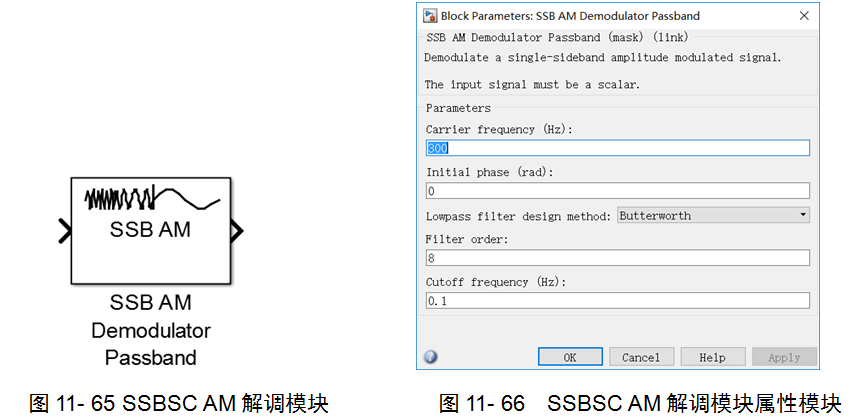 SSB AM
SSB AM
Demodulator
Passband
图 11- 65 SSBSC AM 解调模块
Block Parameters: SSB AM Demodulator Passband
SSB AM Demodulator Passband (mask) (link)
Demodulate a single-sideband amplitude modulated signal.
The input signal must be a scalar.
Parameters
Carrier frequency (Hz):
300
Initial phase (rad):
0
Lowpass filter design method: Butterworth
Filter order:
8
Cutoff frequency (Hz):
0.1
OK Cancel Help Apply
图 11- 66 SSBSC AM 解调模块属性模块